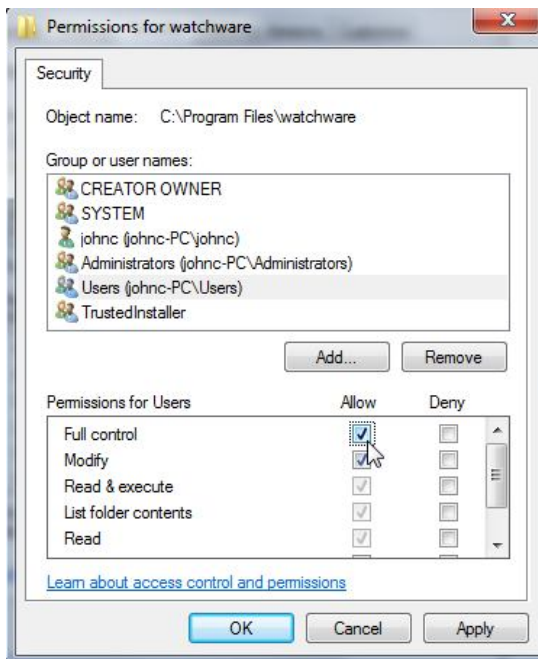 Permissions for watchware
Security
Object name: C:\Program Files\watchware
Group or user names:
CREATOR OWNER
SYSTEM
johnc (johnc-PC\johnc)
Administrators (johnc-PC\Administrators)
Users (johnc-PC\Users)
TrustedInstaller
Add... Remove
Permissions for Users Allow Deny
Full control
Modify
Read & execute
List folder contents
Read
Learn about access control and permissions
OK Cancel Apply